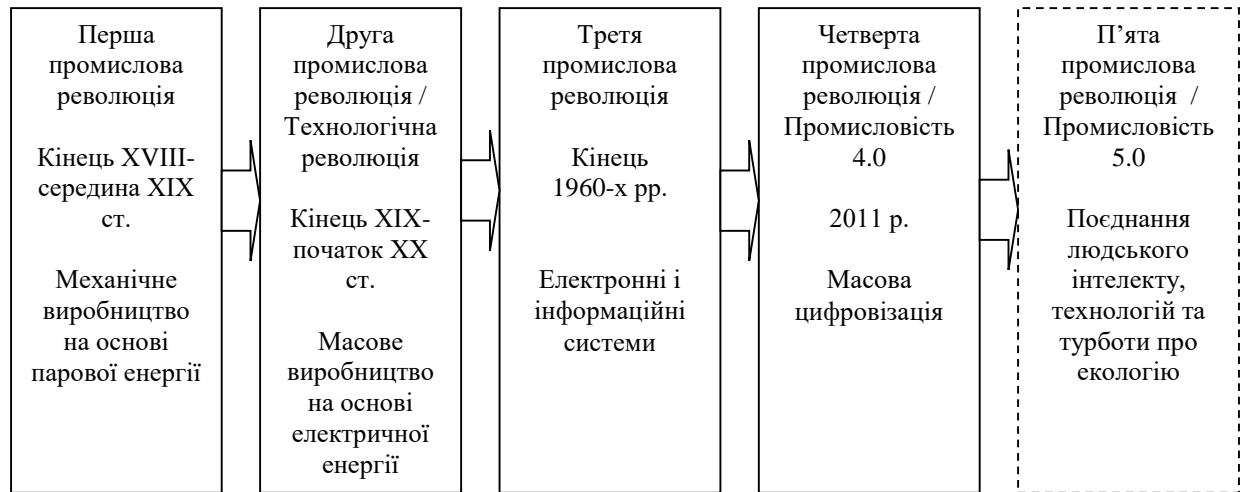 Перша
промислова
революція
Кінець XVIII-
середина XIX
ст.
Механічне
виробництво
на основі
парової енергії
Друга
промислова
революція /
Технологічна
революція
Кінець XIX-
початок XX
ст.
Масове
виробництво
на основі
електричної
енергії
Третя
промислова
революція
Кінець
1960-х рр.
Електронні і
інформаційні
системи
Четверта
промислова
революція /
Промисловість
4.0
2011 р.
Масова
цифровізація
П’ята
промислова
революція /
Промисловість
5.0
Поєднання
людського
інтелекту,
технологій та
турботи про
екологію